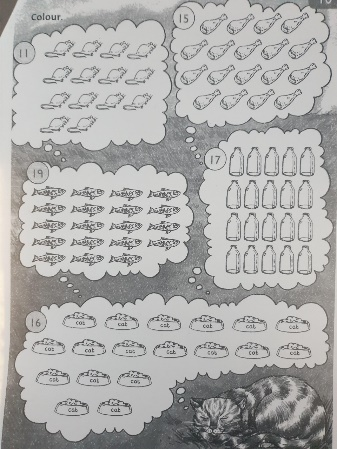 Colour.
15
11
17
19
16
cat cat cat cat cat cat
cat cat cat cat cat cat cat
cat cat cat
cat cat